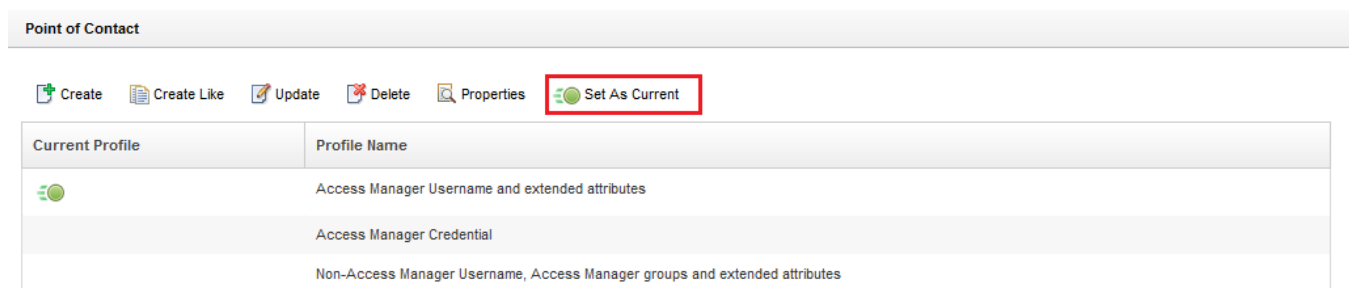 Point of Contact
Create Create Like Update Delete Properties Set As Current
Current Profile Profile Name
Access Manager Username and extended attributes
Access Manager Credential
Non-Access Manager Username, Access Manager groups and extended attributes